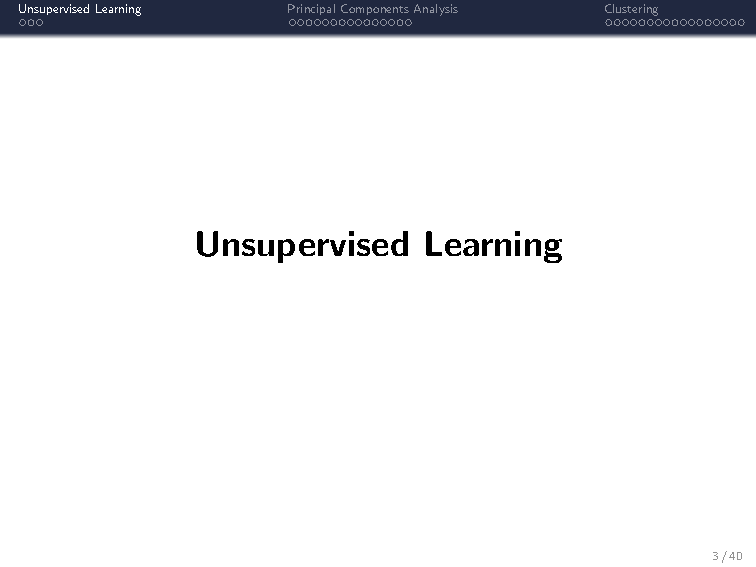 Unsupervised Learning
Principal Components Analysis
Clustering
Unsupervised Learning
3 / 40